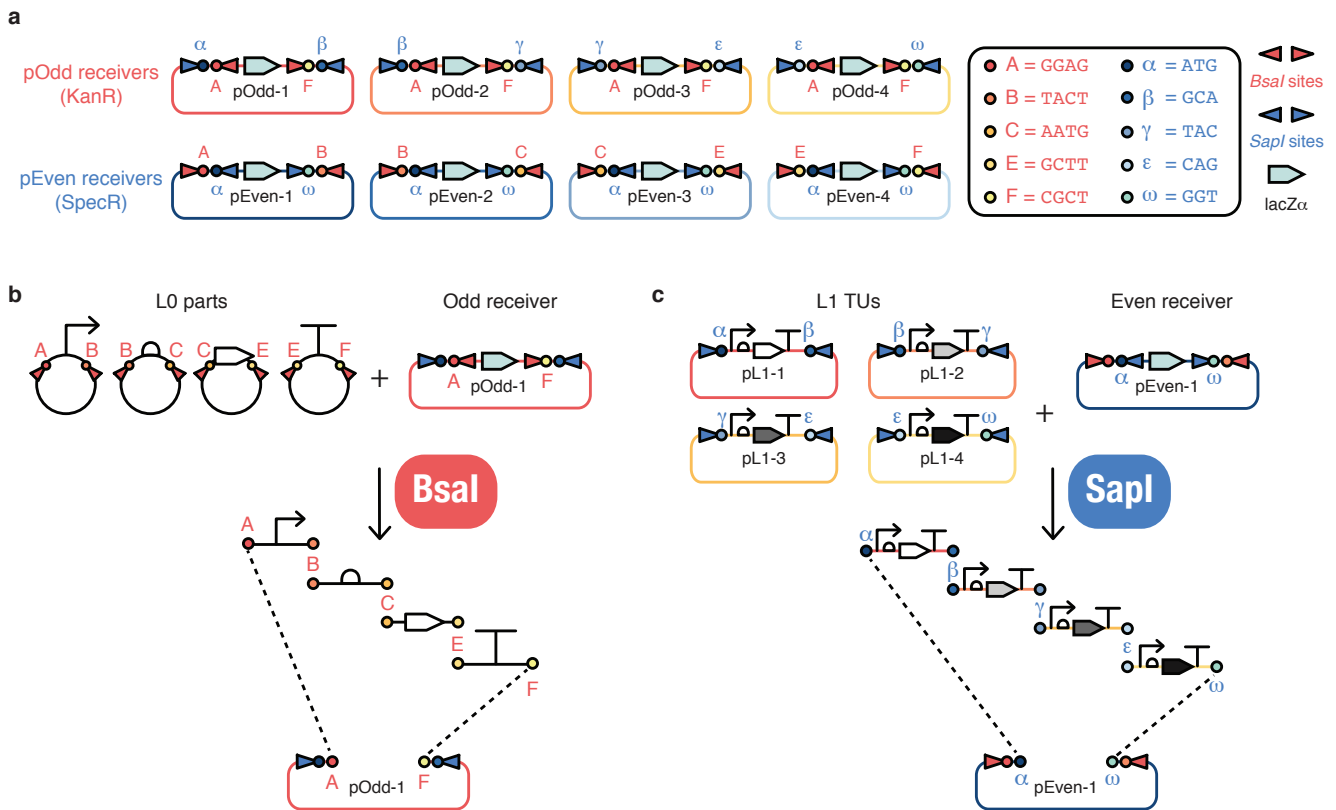 a
α β β γ γ ε ε ω
pOdd receivers
(KanR)
A F A F A F A F
pOdd-1 pOdd-2 pOdd-3 pOdd-4
A B B C C E E F
pEven receivers
(SpecR)
α ω α ω α ω α ω
pEven-1 pEven-2 pEven-3 pEven-4
A = GGAG α = ATG
B = TACT β = GCA
C = AATG γ = TAC
E = GCTT ε = CAG
F = CGCT ω = GGT
BsaI sites
SapI sites
lacZα
b
L0 parts
Odd receiver
A B B C C E E F
+
A F
pOdd-1
BsaI
A
B
C
E
F
A F
pOdd-1
c
L1 TUs
Even receiver
α β β γ
pL1-1 pL1-2
γ ε ε ω
pL1-3 pL1-4
+
α ω
pEven-1
SapI
α
β
γ
ε
ω
α ω
pEven-1